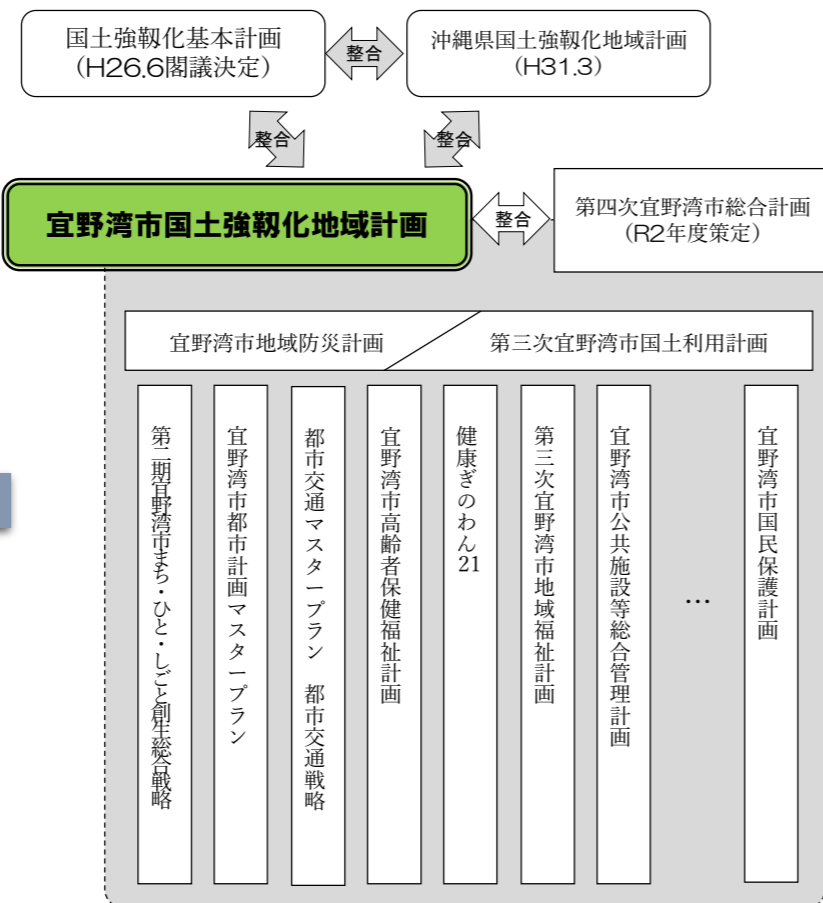 国土強靱化基本計画
(H26.6閣議決定)
整合
沖縄県国土強靱化地域計画
(H31.3)
整合
整合
宜野湾市国土強靱化地域計画
整合
第四次宜野湾市総合計画
(R2年度策定)
宜野湾市地域防災計画
第三次宜野湾市国土利用計画
第二期宜野湾市まち・ひと・しごと創生総合戦略
宜野湾市都市計画マスタープラン
都市交通マスタープラン 都市交通戦略
宜野湾市高齢者保健福祉計画
健康ぎのわん21
第三次宜野湾市地域福祉計画
宜野湾市公共施設等総合管理計画
…
宜野湾市国民保護計画